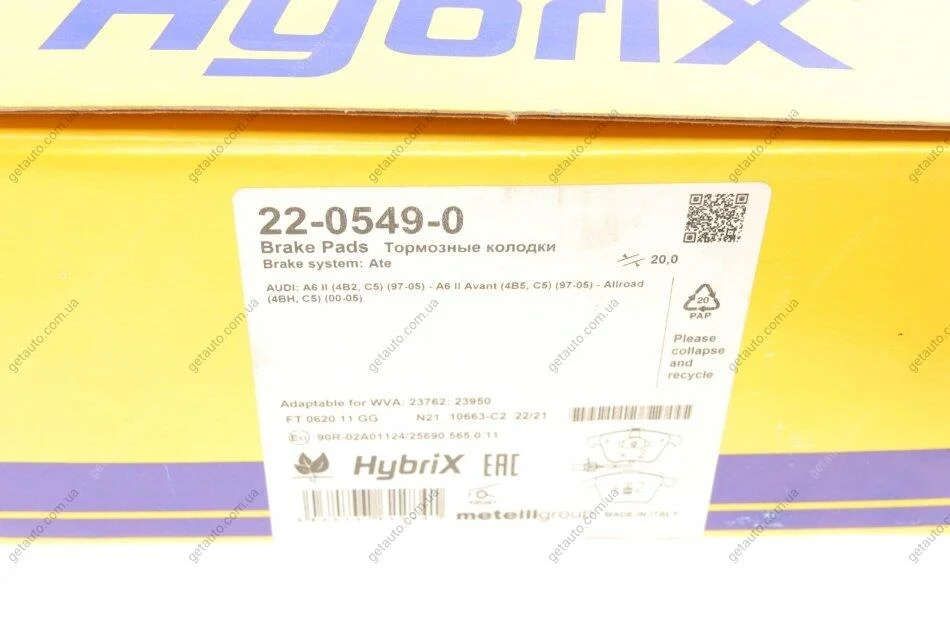 HybriX
22-0549-0
Brake Pads Тормозные колодки
Brake system: Ate
20,0
AUDI: A6 II (4B2, C5) (97-05) - A6 II Avant (4B5, C5) (97-05) - Allroad
(4BH, C5) (00-05)
20
PAP
Please
collapse
and
recycle
Adaptable for WVA: 23762; 23950
FT 0620 11 GG N21 10663-C2 22/21
E11 90R-02A01124/25690 565.0.11
HybriX EAC
metelligroup MADE IN ITALY
getauto.com.ua